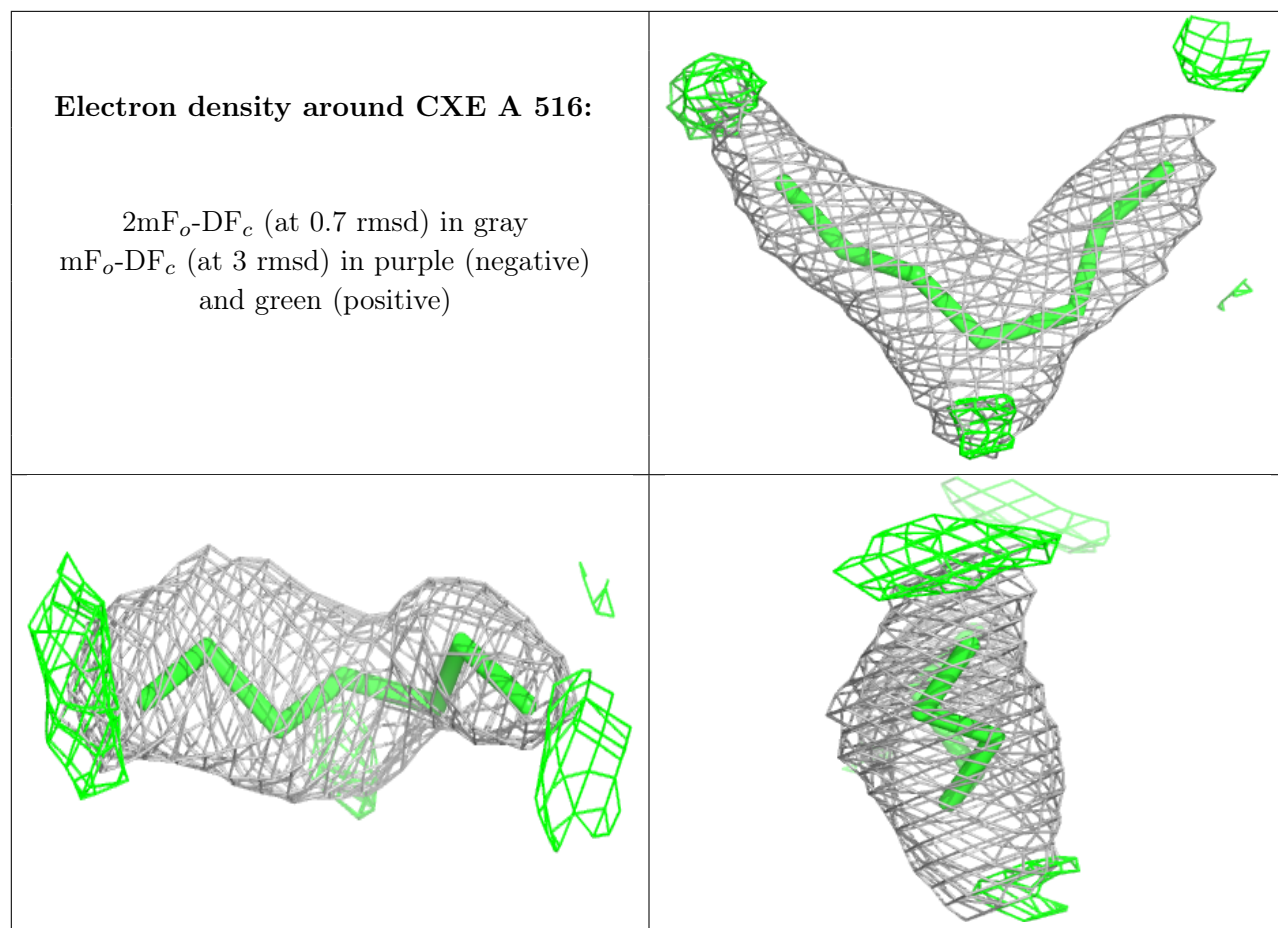 Electron density around CXE A 516:
2mFo-DFc (at 0.7 rmsd) in gray
mFo-DFc (at 3 rmsd) in purple (negative)
and green (positive)